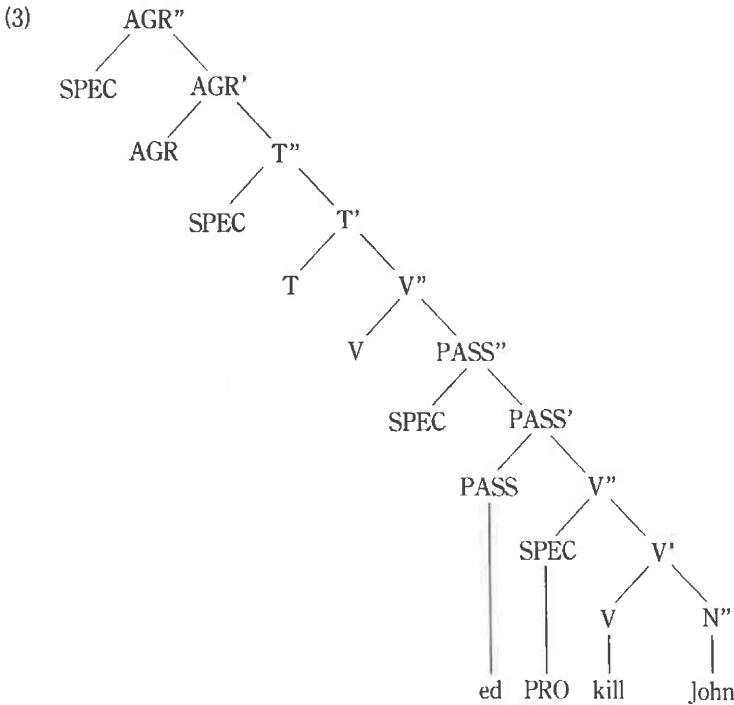 (3) AGR"
SPEC AGR'
AGR T"
SPEC T'
T V"
V PASS"
SPEC PASS'
PASS V"
SPEC V'
V N"
ed PRO kill John